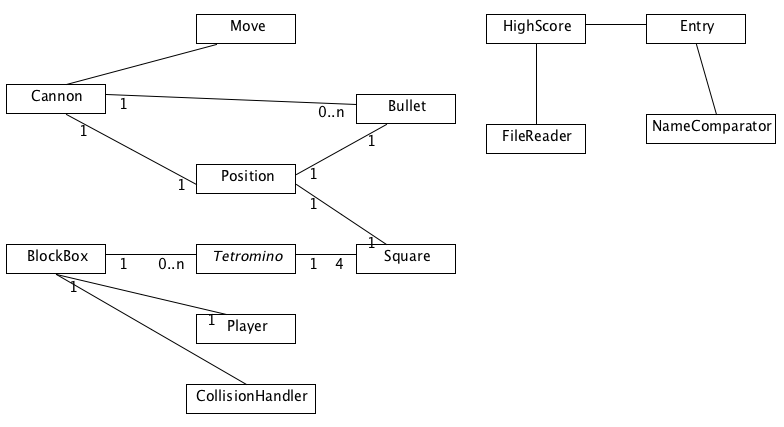 Move
HighScore
Entry
Cannon
1
0..n
Bullet
FileReader
NameComparator
1
1
1
Position
1
1
1
BlockBox
1
0..n
Tetromino
1
4
Square
1
1
Player
CollisionHandler